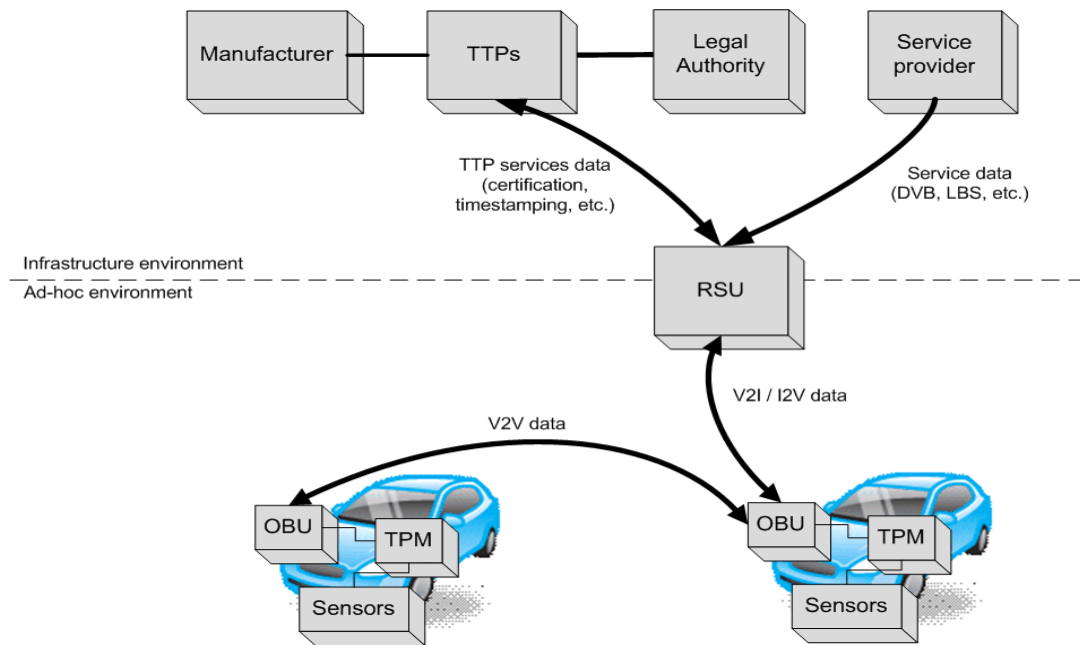 Manufacturer
TTPs
Legal
Authority
Service
provider
TTP services data
(certification,
timestamping, etc.)
Service data
(DVB, LBS, etc.)
Infrastructure environment
Ad-hoc environment
RSU
V2I / I2V data
V2V data
OBU
TPM
Sensors
OBU
TPM
Sensors